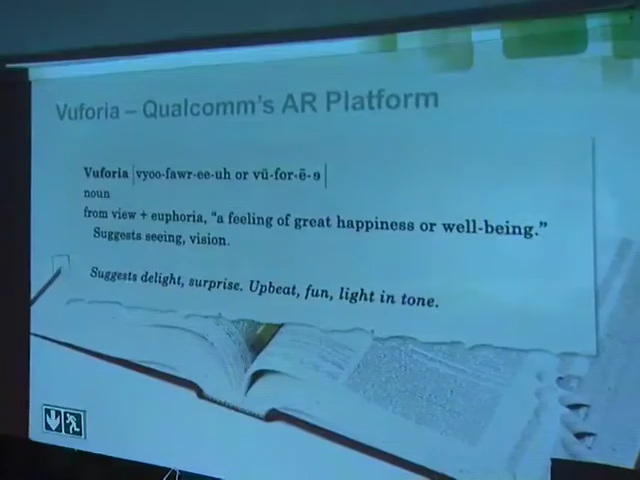 Vuforia – Qualcomm's AR Platform
Vuforia |vyoo-fawr-ee-uh or vü-for-ē-ə|
noun
from view + euphoria, “a feeling of great happiness or well-being.”
Suggests seeing, vision.
Suggests delight, surprise. Upbeat, fun, light in tone.